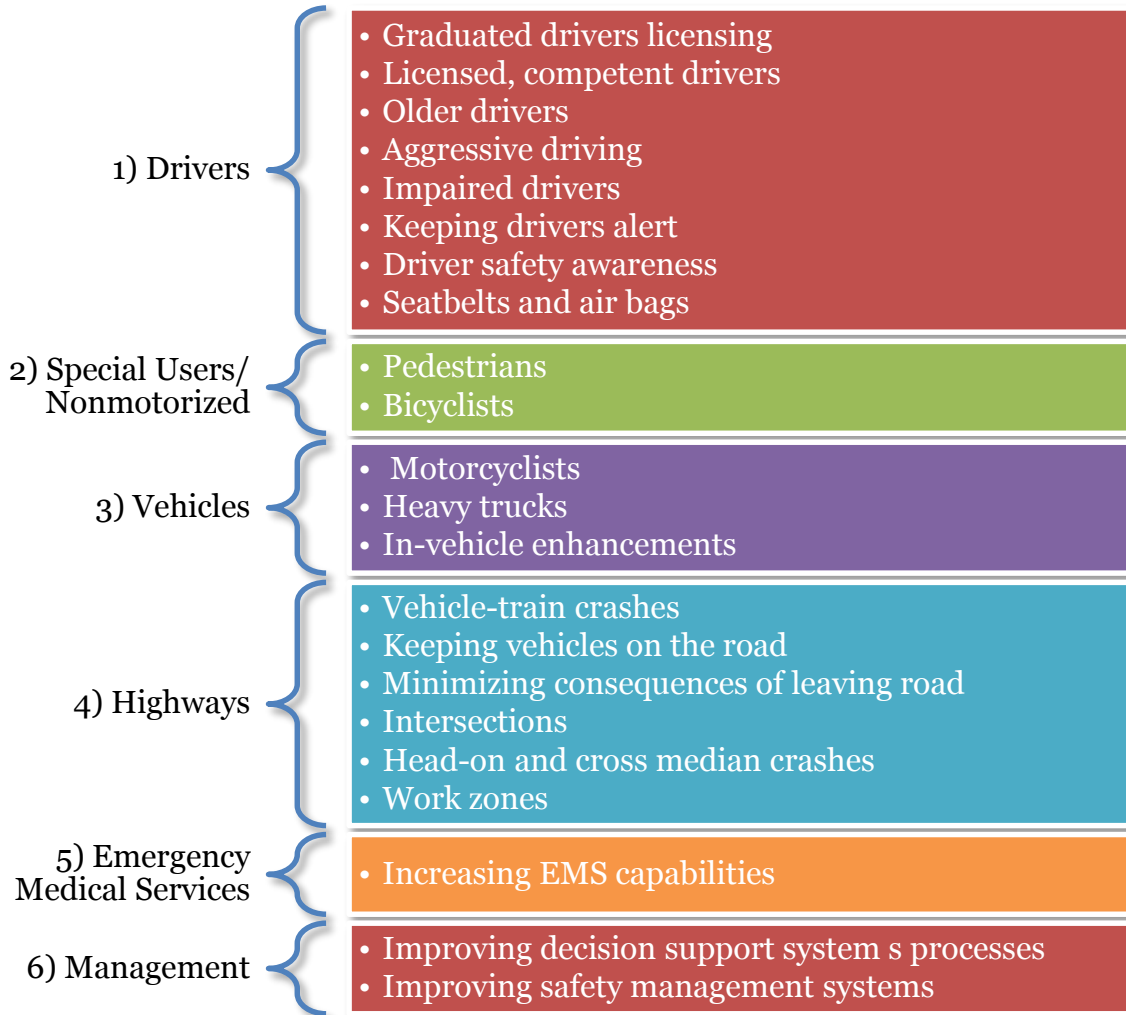 1) Drivers
• Graduated drivers licensing
• Licensed, competent drivers
• Older drivers
• Aggressive driving
• Impaired drivers
• Keeping drivers alert
• Driver safety awareness
• Seatbelts and air bags
2) Special Users/
Nonmotorized
• Pedestrians
• Bicyclists
3) Vehicles
• Motorcyclists
• Heavy trucks
• In-vehicle enhancements
4) Highways
• Vehicle-train crashes
• Keeping vehicles on the road
• Minimizing consequences of leaving road
• Intersections
• Head-on and cross median crashes
• Work zones
5) Emergency
Medical Services
• Increasing EMS capabilities
6) Management
• Improving decision support system s processes
• Improving safety management systems